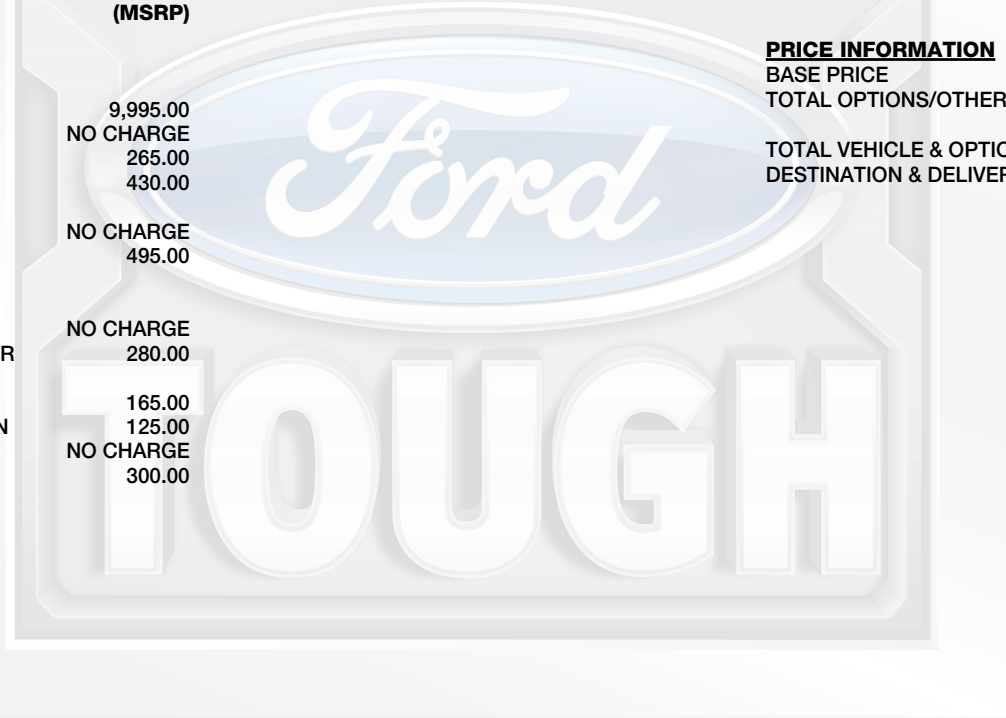 (MSRP)
9,995.00
NO CHARGE
265.00
430.00
NO CHARGE
495.00
NO CHARGE
R 280.00
165.00
N 125.00
NO CHARGE
300.00
PRICE INFORMATION
BASE PRICE
TOTAL OPTIONS/OTHER
TOTAL VEHICLE & OPTIO
DESTINATION & DELIVER
Ford
TOUGH